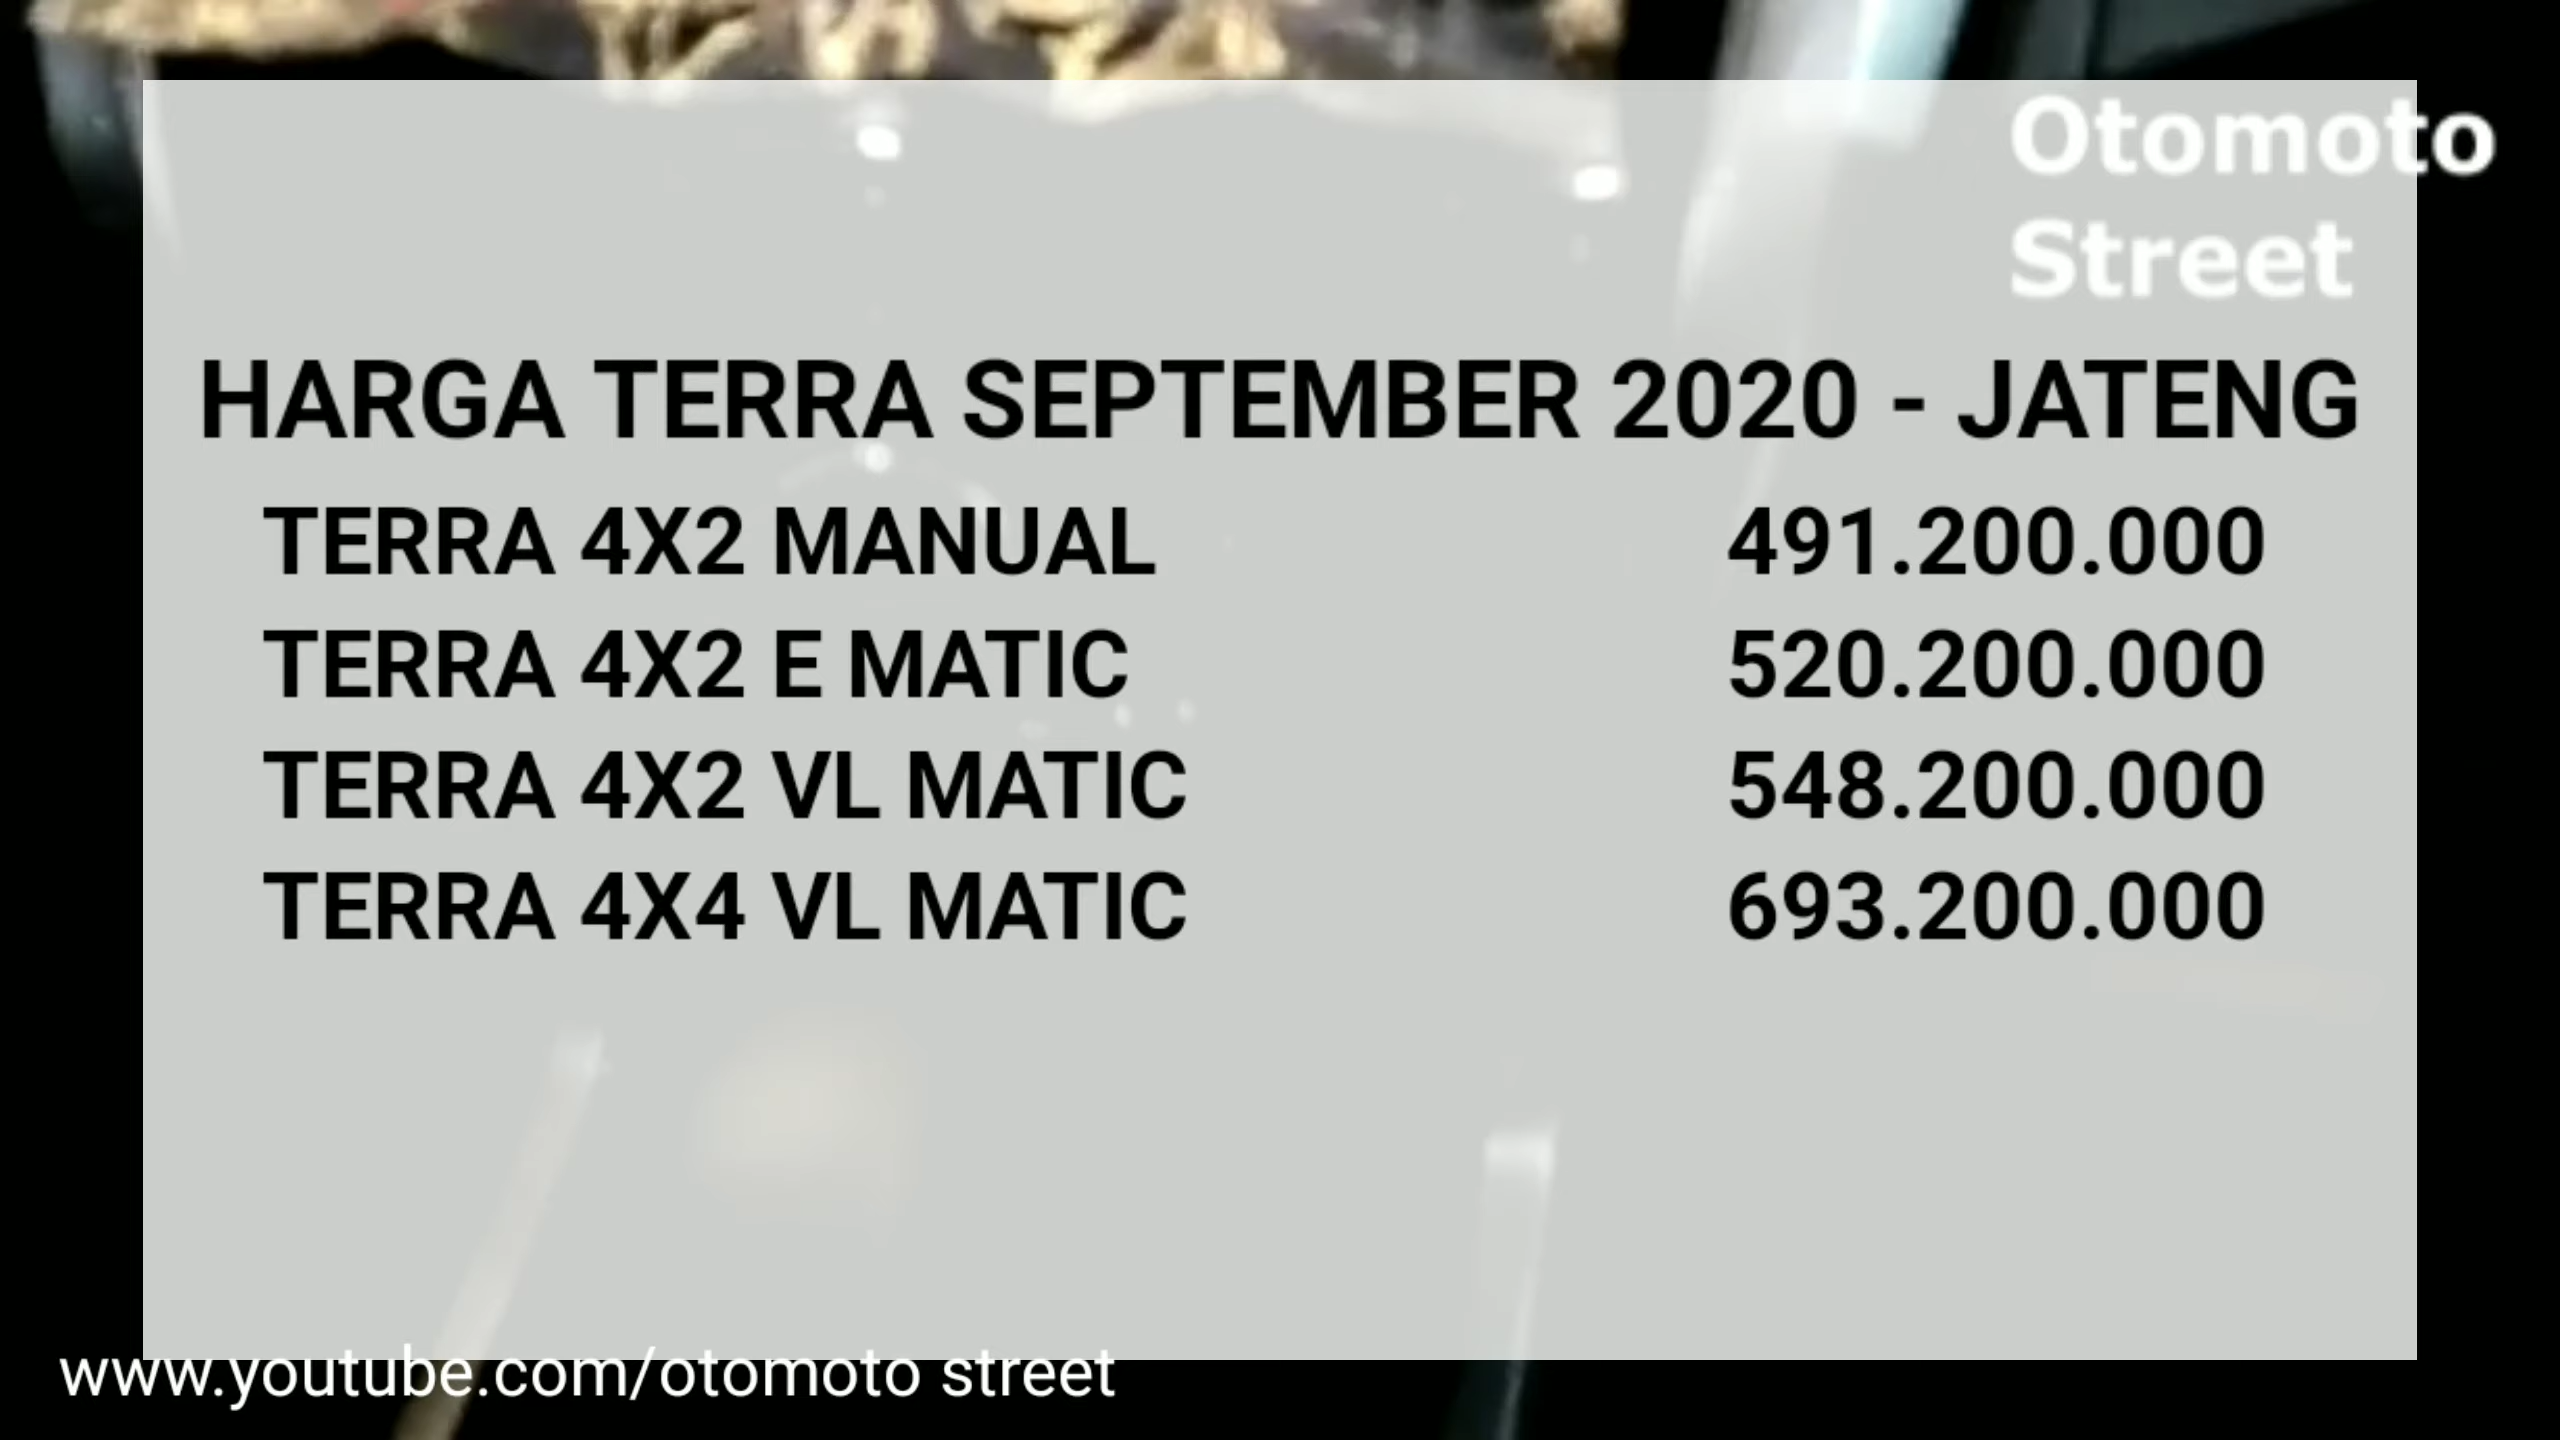 Otomoto
Street
HARGA TERRA SEPTEMBER 2020 - JATENG
TERRA 4X2 MANUAL 491.200.000
TERRA 4X2 E MATIC 520.200.000
TERRA 4X2 VL MATIC 548.200.000
TERRA 4X4 VL MATIC 693.200.000
www.youtube.com/otomoto street